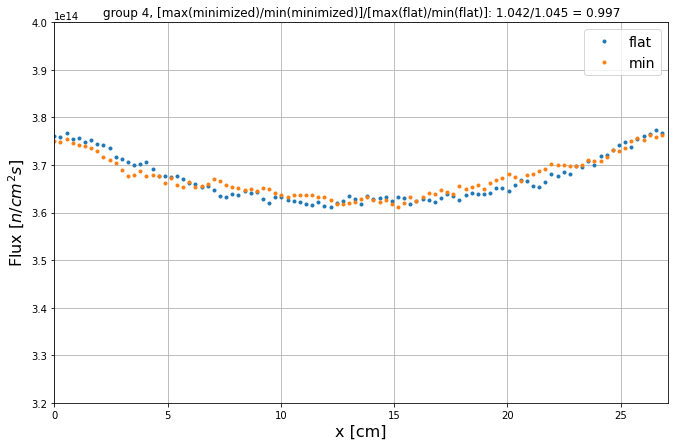 group 4, [max(minimized)/min(minimized)]/[max(flat)/min(flat)]: 1.042/1.045 = 0.997
1e14
4.0
3.9
3.8
3.7
3.6
3.5
3.4
3.3
3.2
Flux [n/cm²s]
flat
min
0 5 10 15 20 25
x [cm]